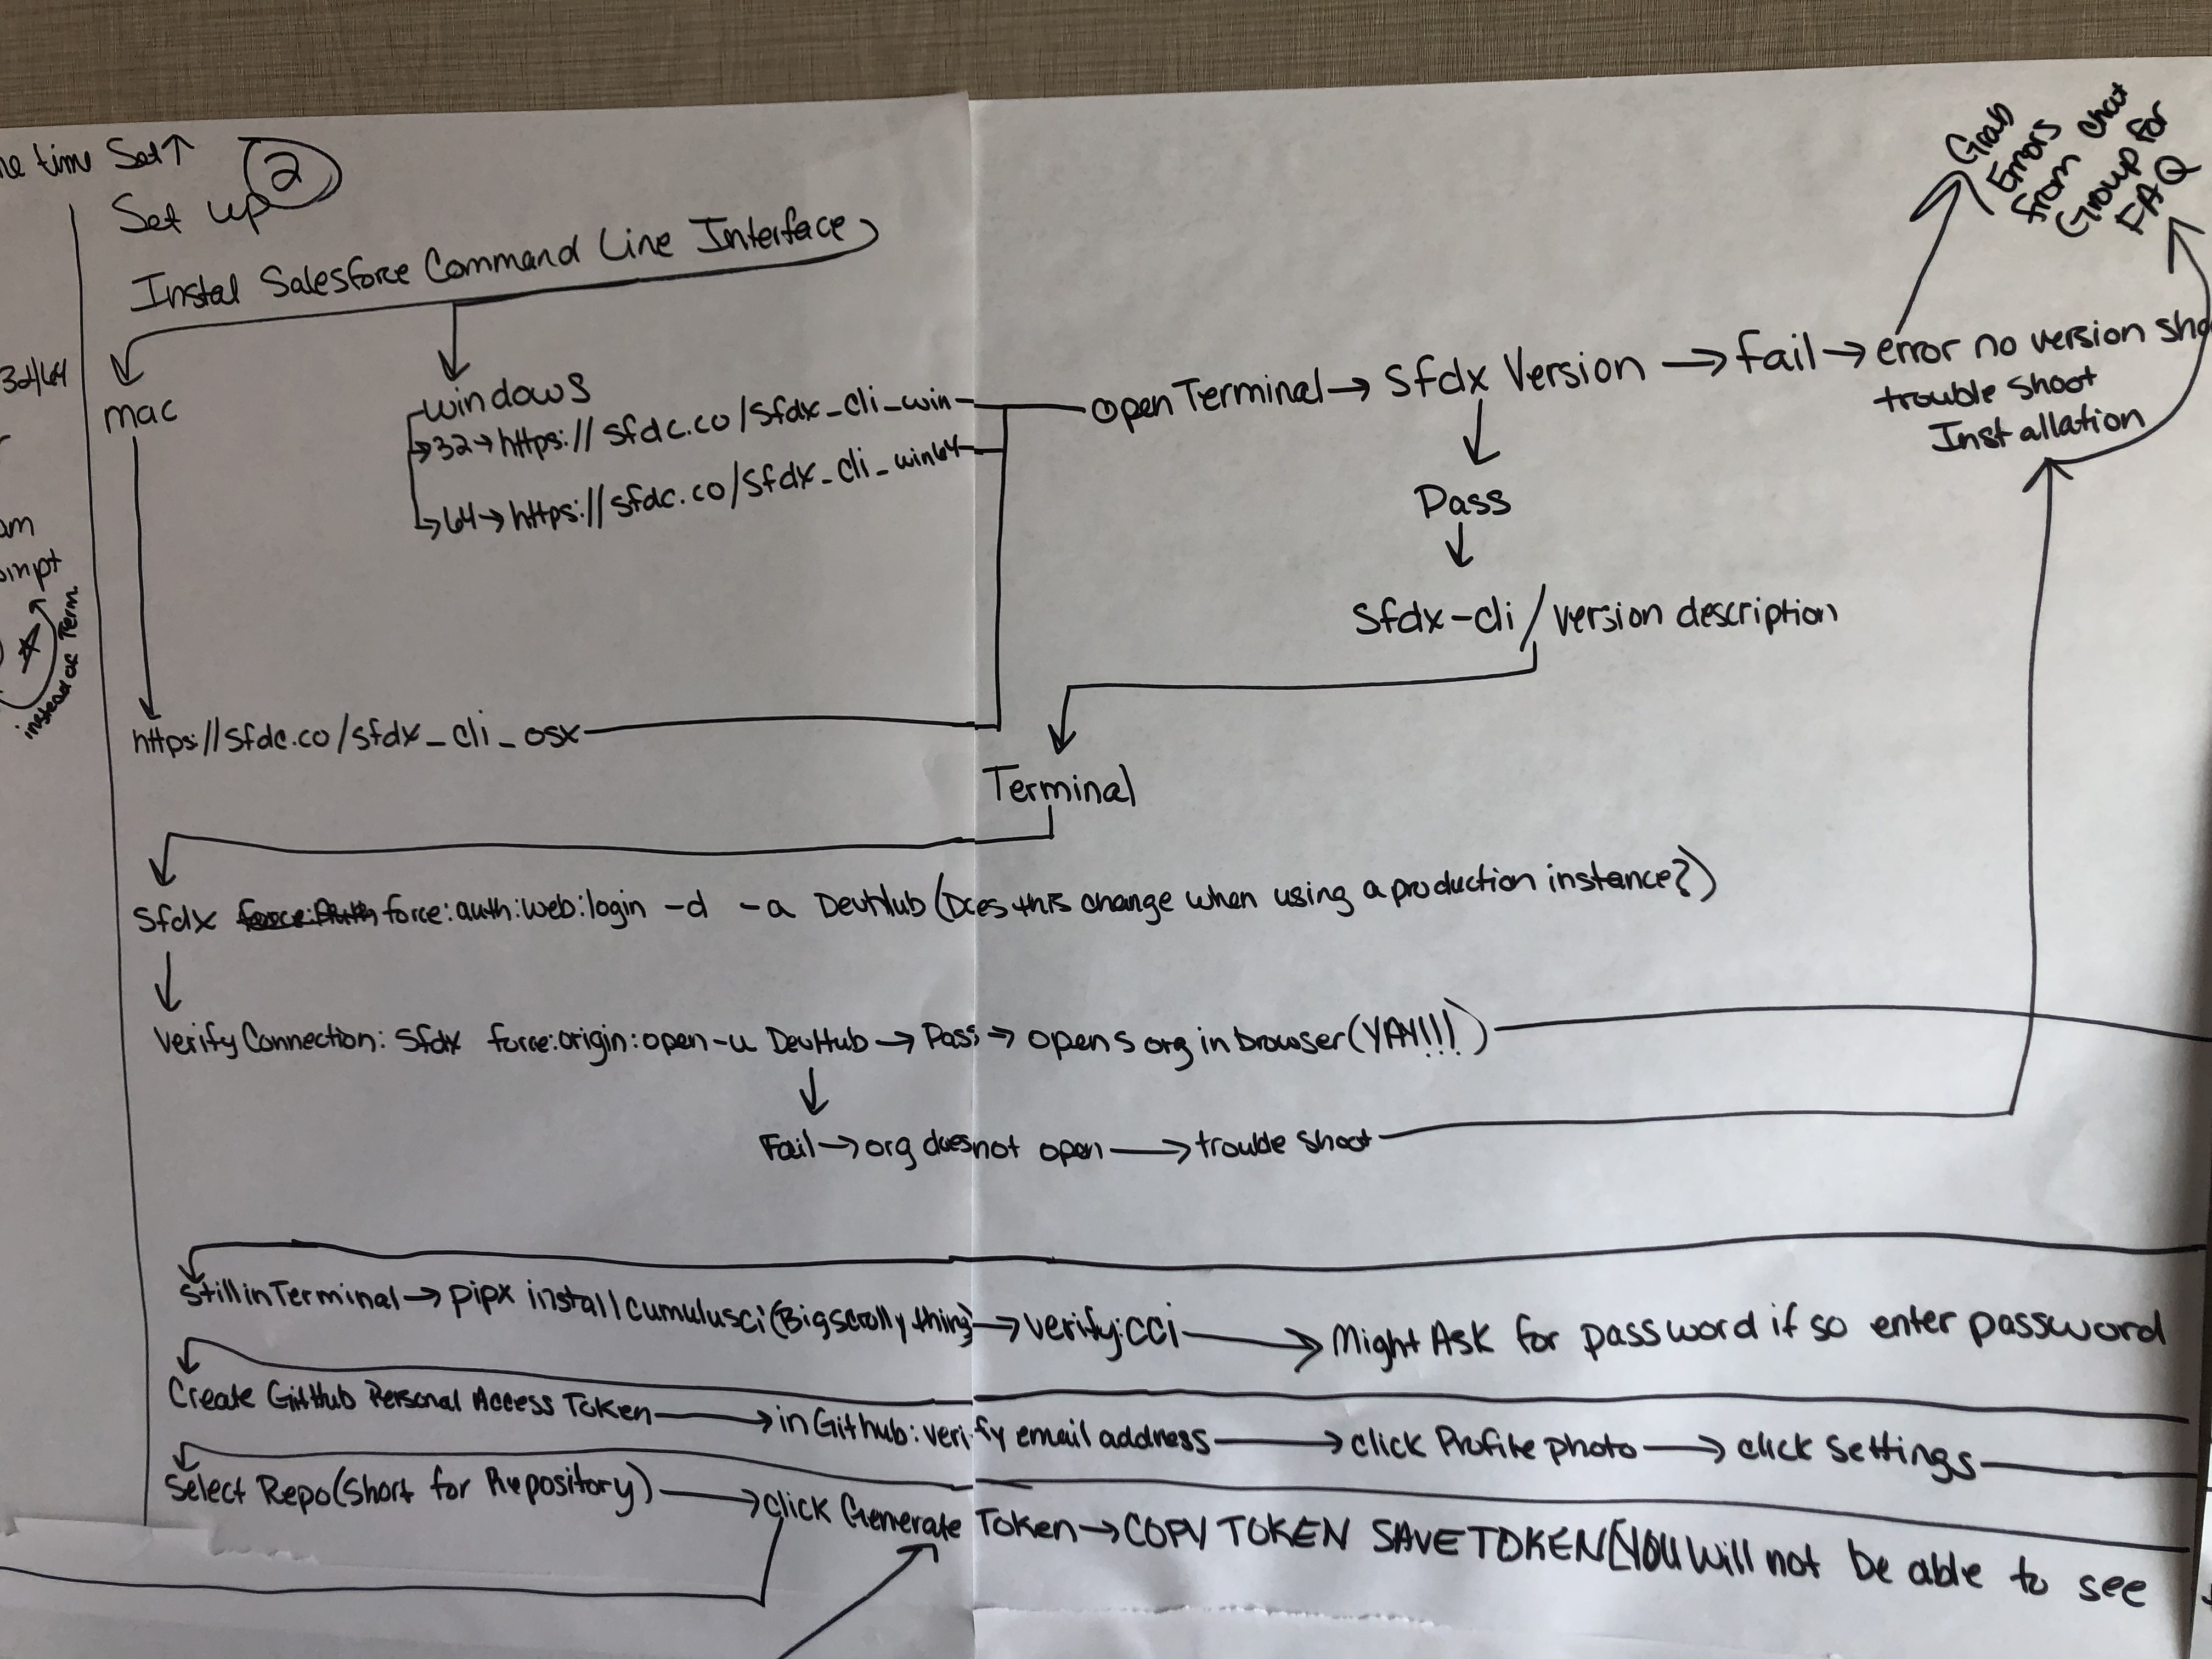 time Set↑
Set up
2
Instal Salesforce Command Line Interface
32/64
mac
windows
32→https://sfdc.co/sfdx_cli_win
64→https://sfdc.co/sfdx_cli_win64
instead of Term
https://sfdc.co/sfdx_cli_osx
open Terminal→ Sfdx Version → fail → error no version
trouble shoot
Installation
Grab
Errors
from chat
Group for
FAQ
Pass
Sfdx-cli/version description
Terminal
Sfdx force:auth:web:login -d -a DevHub (Does this change when using a production instance?)
Verify Connection: Sfdx force:origin:open-u DevHub → Pass → opens org in browser (YAY!!!)
Fail → org does not open → trouble shoot
Still in Terminal → pipx install cumulusci (Big scrolly thing) → verify:cci → Might Ask for password if so enter password
Create GitHub Personal Access Token → in Github: verify email address → click Profile photo → click Settings
Select Repo (Short for Repository) → click Generate Token → COPY TOKEN SAVE TOKEN [YOU will not be able to see